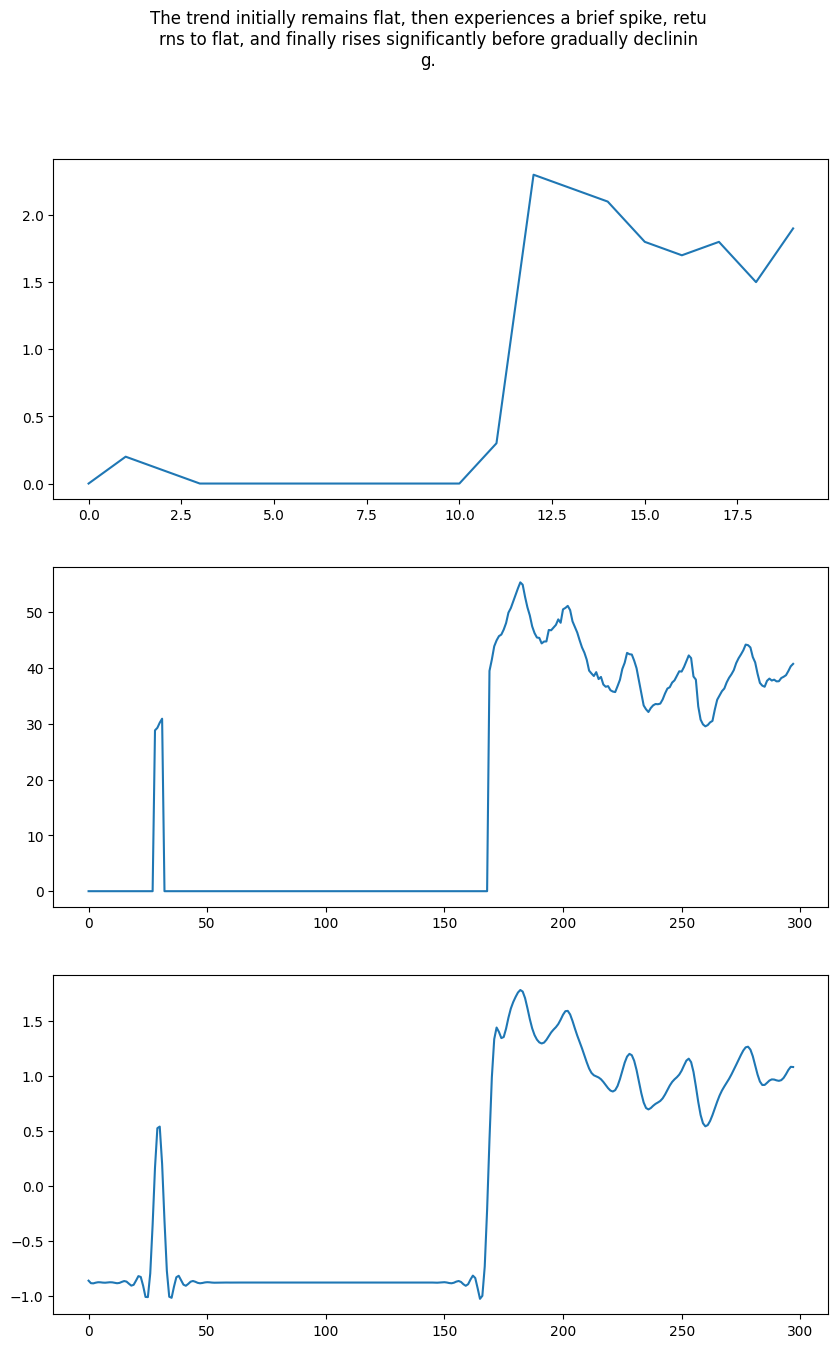 The trend initially remains flat, then experiences a brief spike, retu
rns to flat, and finally rises significantly before gradually declinin
g.
2.0
1.5
1.0
0.5
0.0
0.0 2.5 5.0 7.5 10.0 12.5 15.0 17.5
50
40
30
20
10
0
0 50 100 150 200 250 300
1.5
1.0
0.5
0.0
−0.5
−1.0
0 50 100 150 200 250 300